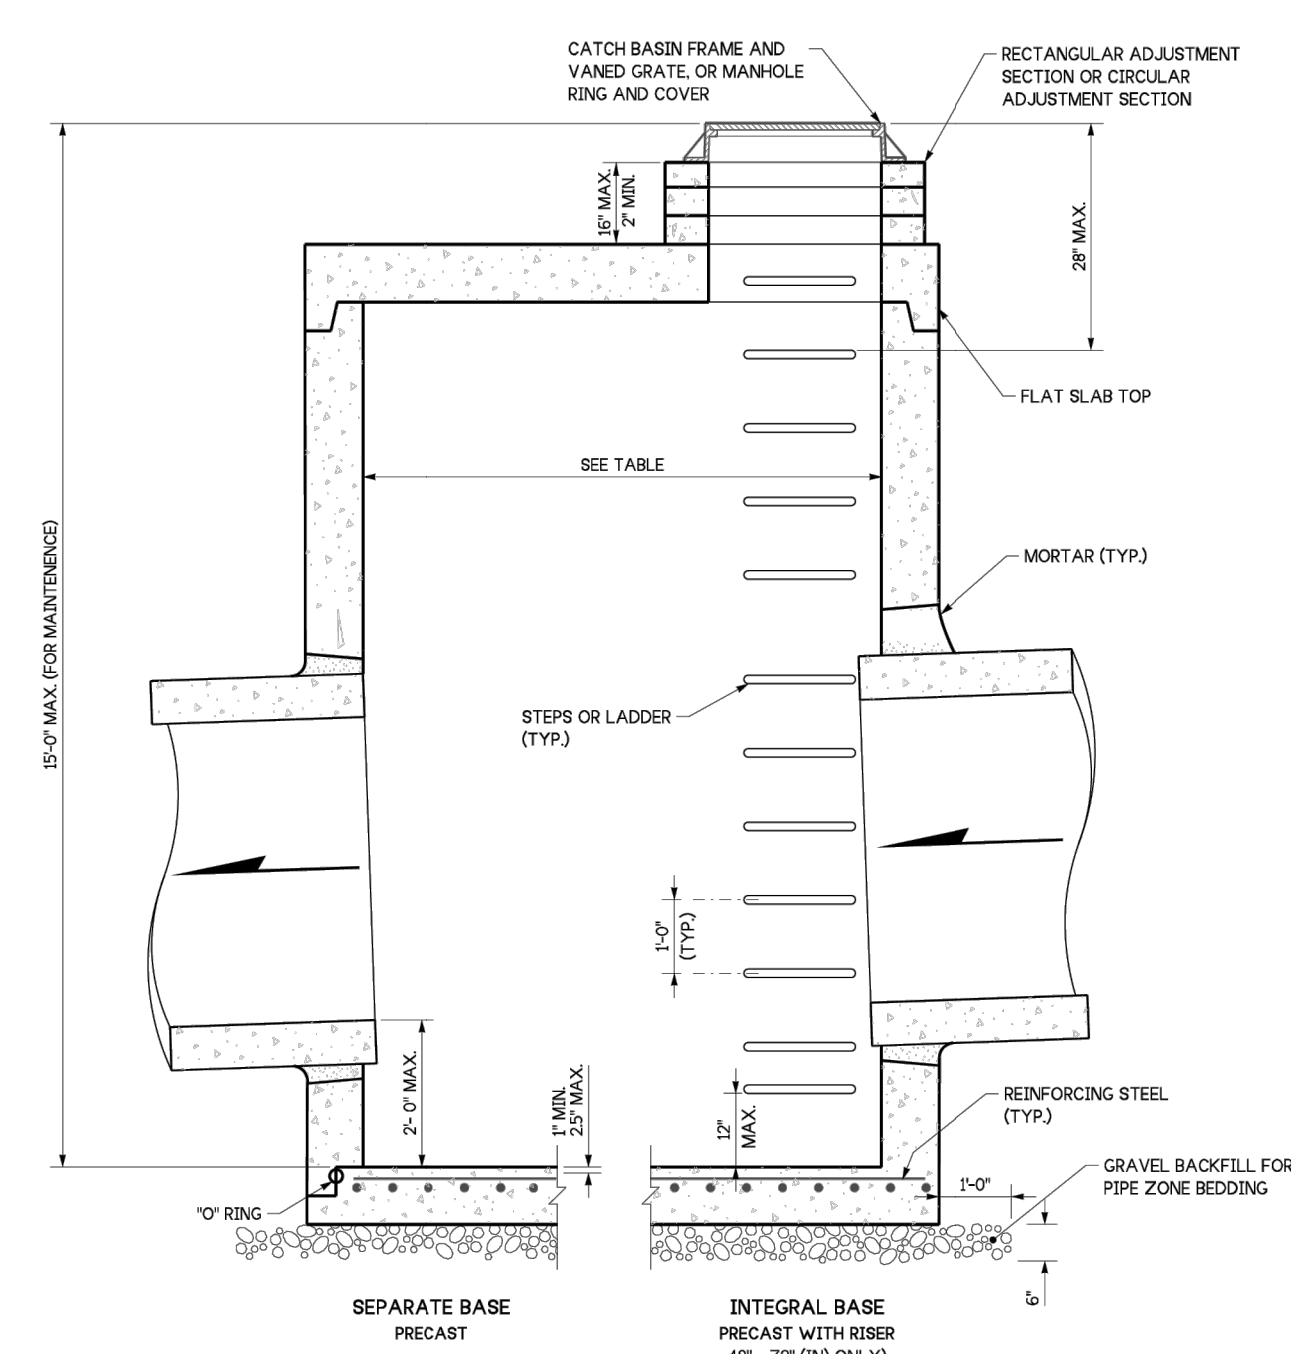 CATCH BASIN FRAME AND
VANED GRATE, OR MANHOLE
RING AND COVER
RECTANGULAR ADJUSTMENT
SECTION OR CIRCULAR
ADJUSTMENT SECTION
16" MAX.
2" MIN.
28" MAX.
FLAT SLAB TOP
SEE TABLE
15'-0" MAX. (FOR MAINTENENCE)
MORTAR (TYP.)
STEPS OR LADDER
(TYP.)
1'-0"
(TYP.)
2'- 0" MAX.
1" MIN.
2.5" MAX.
12"
MAX.
REINFORCING STEEL
(TYP.)
GRAVEL BACKFILL FOR
PIPE ZONE BEDDING
1'-0"
"O" RING
6"
SEPARATE BASE
PRECAST
INTEGRAL BASE
PRECAST WITH RISER
(IN) ONLY)